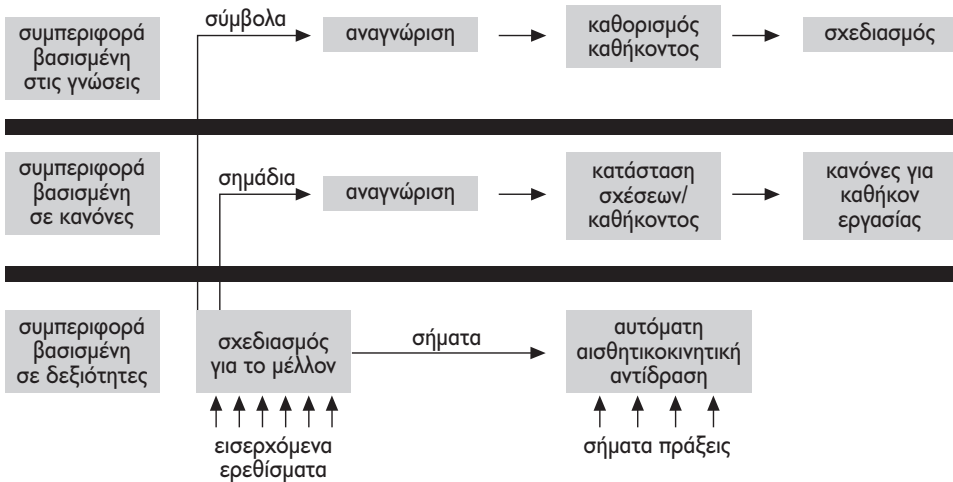 συμπεριφορά
βασισμένη
στις γνώσεις
σύμβολα
αναγνώριση
καθορισμός
καθήκοντος
σχεδιασμός
συμπεριφορά
βασισμένη
σε κανόνες
σημάδια
αναγνώριση
κατάσταση
σχέσεων/
καθήκοντος
κανόνες για
καθήκον
εργασίας
συμπεριφορά
βασισμένη
σε δεξιότητες
σχεδιασμός
για το μέλλον
σήματα
αυτόματη
αισθητικοκινητική
αντίδραση
εισερχόμενα
ερεθίσματα
σήματα πράξεις